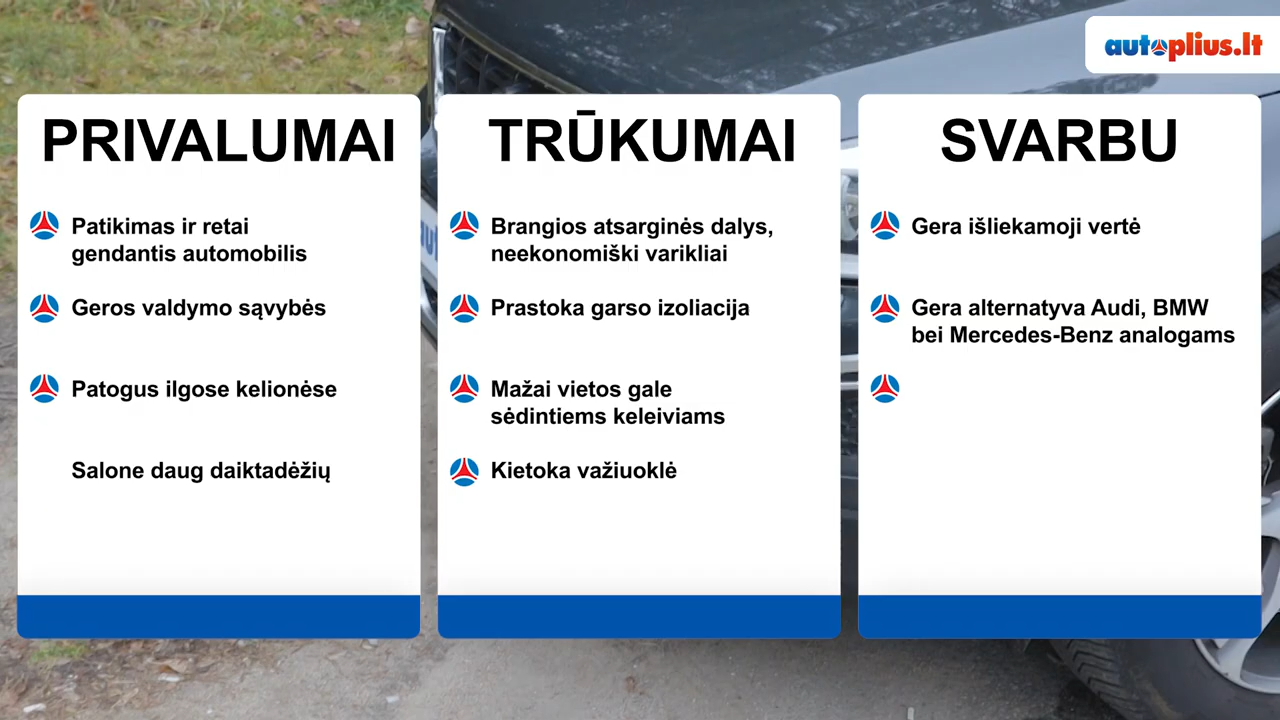 autoplius.lt
PRIVALUMAI
Patikimas ir retai
gendantis automobilis
Geros valdymo sąvybės
Patogus ilgose kelionėse
Salone daug daiktadėžių
TRŪKUMAI
Brangios atsarginės dalys,
neekonomiški varikliai
Prastoka garso izoliacija
Mažai vietos gale
sėdintiems keleiviams
Kietoka važiuoklė
SVARBU
Gera išliekamoji vertė
Gera alternatyva Audi, BMW
bei Mercedes-Benz analogams